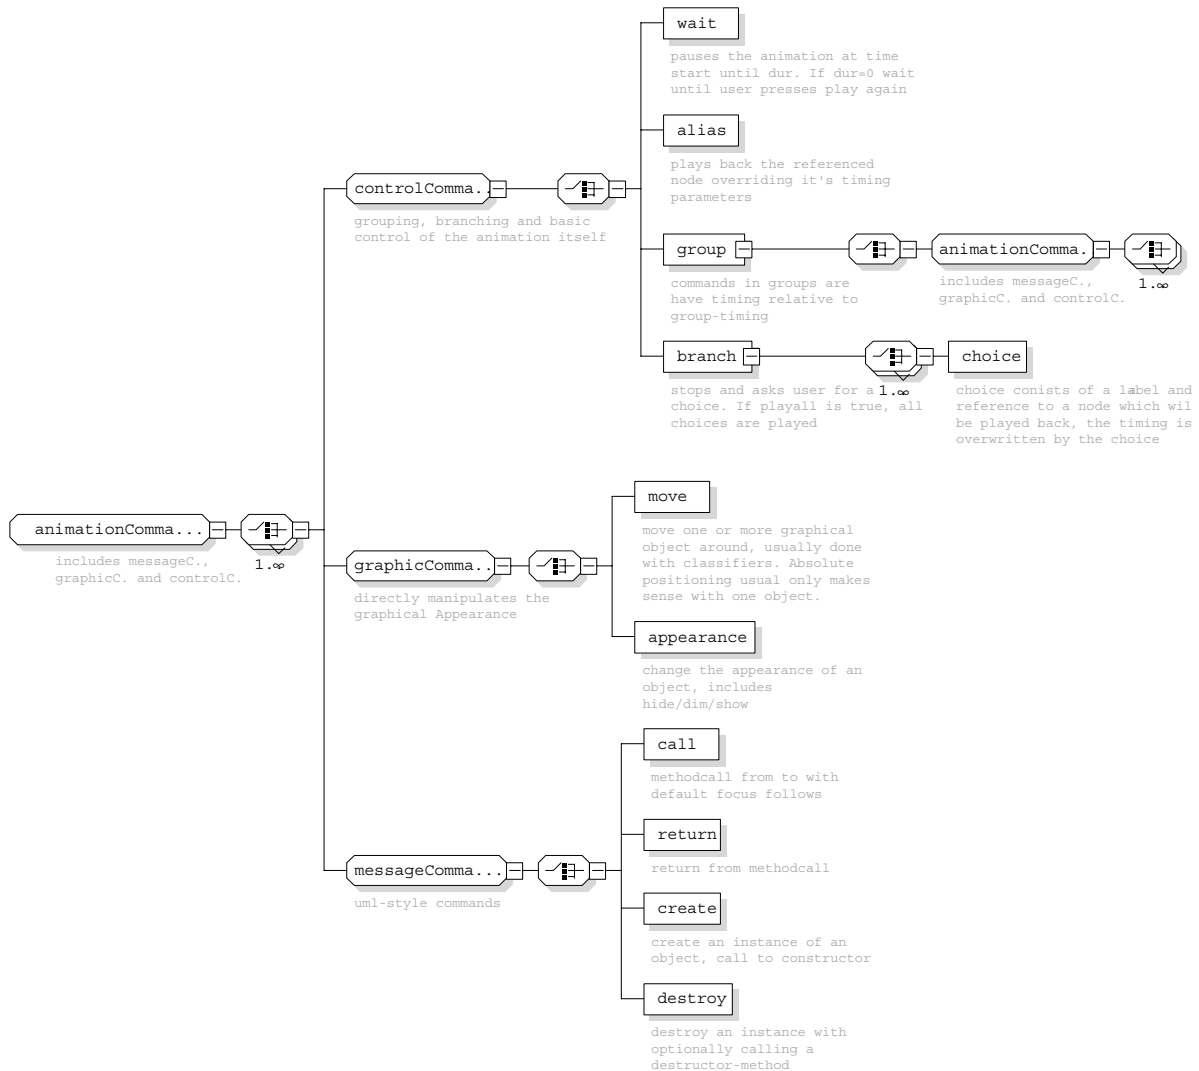 wait
pauses the animation at time
start until dur. If dur=0 wait
until user presses play again
alias
plays back the referenced
node overriding it's timing
parameters
controlComma..
grouping, branching and basic
control of the animation itself
group
commands in groups are
have timing relative to
group-timing
animationComma.
includes messageC.,
graphicC. and controlC.
1.∞
branch
stops and asks user for a
choice. If playall is true, all
choices are played
1.∞
choice
choice conists of a label and
reference to a node which wil
be played back, the timing is
overwritten by the choice
animationComma...
includes messageC.,
graphicC. and controlC.
1.∞
graphicComma..
directly manipulates the
graphical Appearance
move
move one or more graphical
object around, usually done
with classifiers. Absolute
positioning usual only makes
sense with one object.
appearance
change the appearance of an
object, includes
hide/dim/show
messageComma...
uml-style commands
call
methodcall from to with
default focus follows
return
return from methodcall
create
create an instance of an
object, call to constructor
destroy
destroy an instance with
optionally calling a
destructor-method